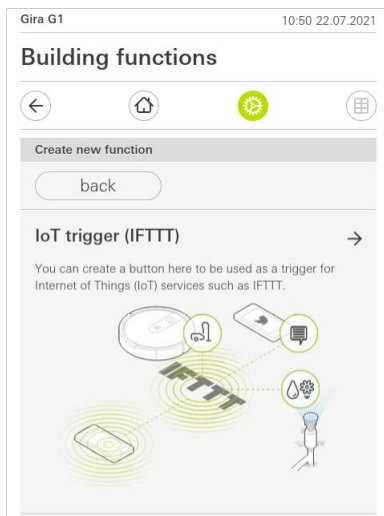 Gira G1 10:50 22.07.2021
Building functions
Create new function
back
IoT trigger (IFTTT)
You can create a button here to be used as a trigger for
Internet of Things (IoT) services such as IFTTT.
IFTTT